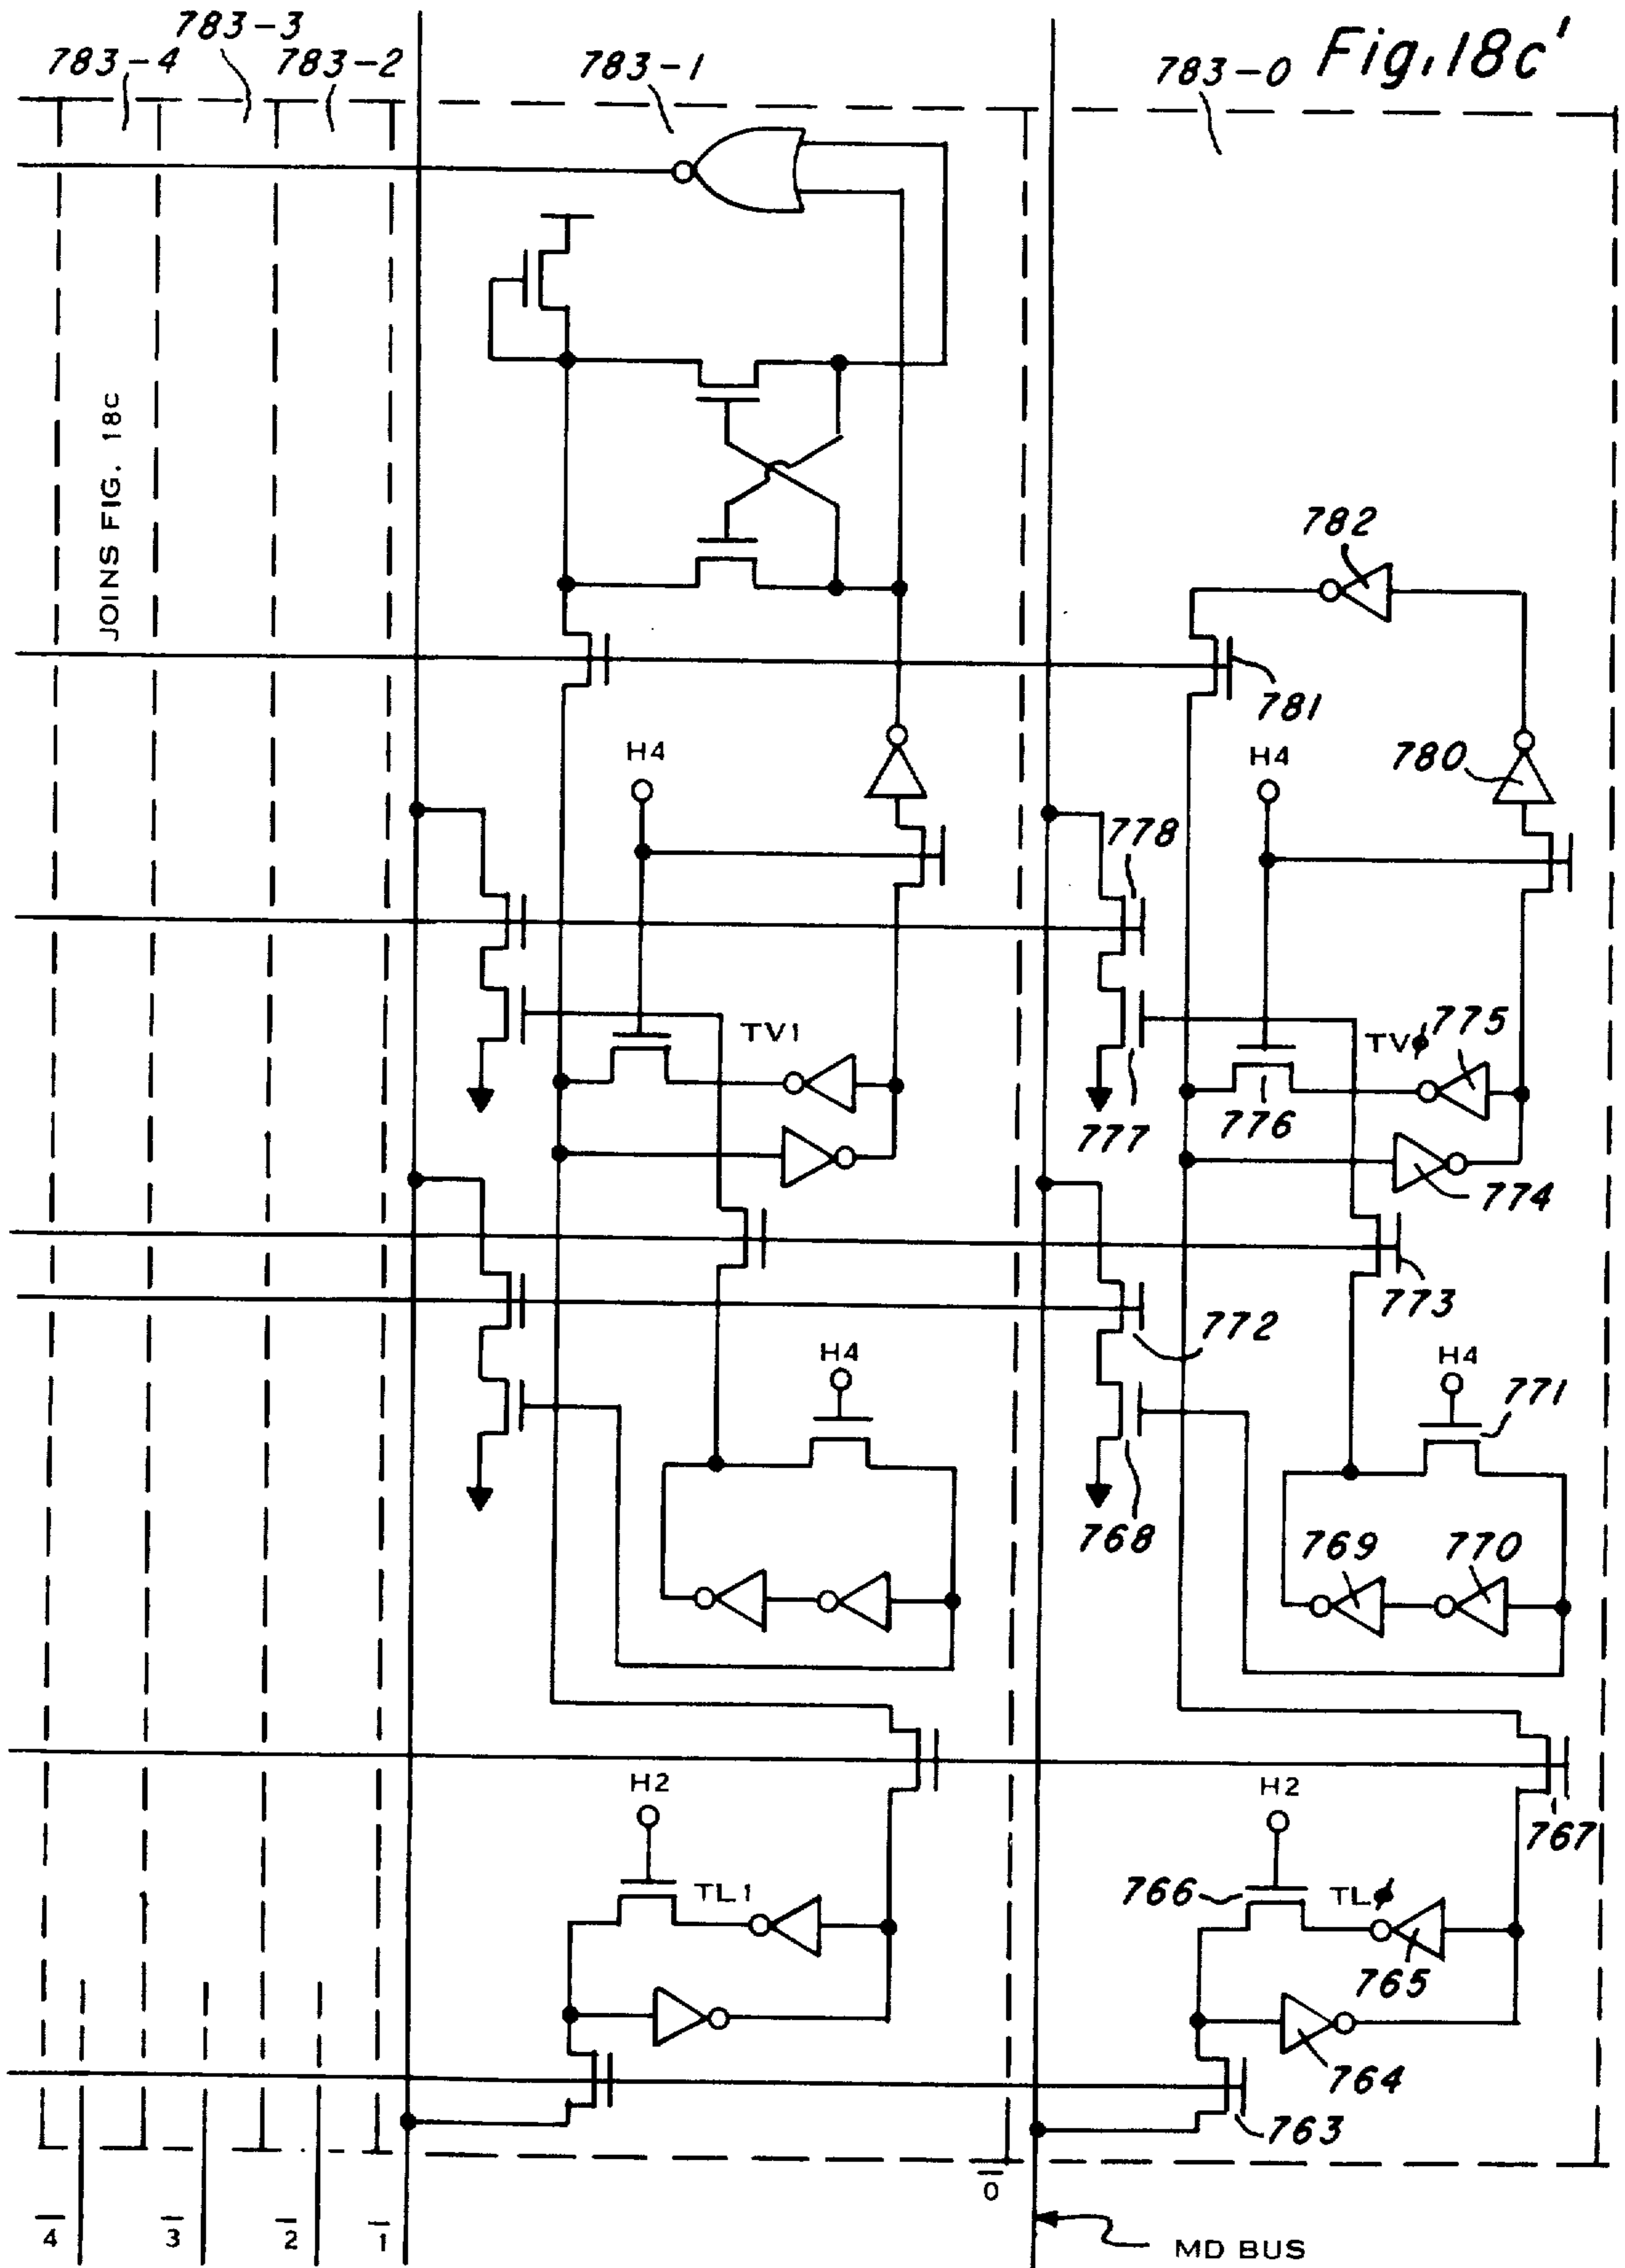 783-4
783-3
783-2
783-1
783-0
Fig. 18c'
JOINS FIG. 18C
782
781
H4
H4
780
778
TV1
TVϕ
775
777
776
774
773
772
H4
H4
771
768
769
770
H2
H2
767
TL1
766
TLϕ
765
764
763
4̅
3̅
2̅
1̅
0̅
MD BUS